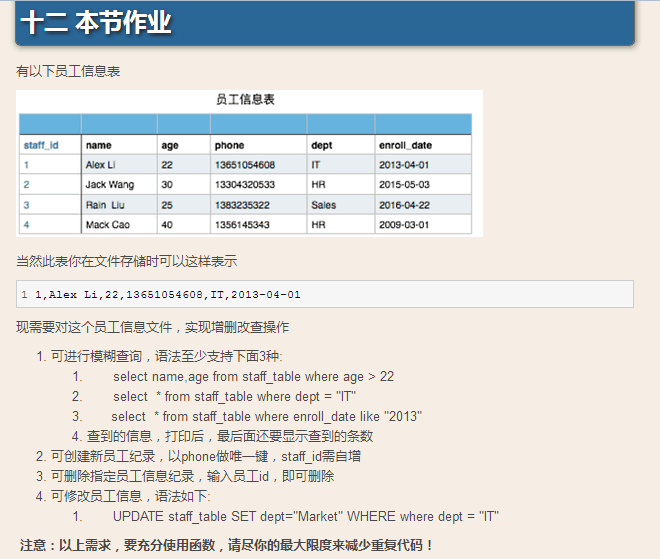 十二 本节作业
有以下员工信息表
员工信息表
staff_id name age phone dept enroll_date
1 Alex Li 22 13651054608 IT 2013-04-01
2 Jack Wang 30 13304320533 HR 2015-05-03
3 Rain Liu 25 1383235322 Sales 2016-04-22
4 Mack Cao 40 1356145343 HR 2009-03-01
当然此表你在文件存储时可以这样表示
1 1,Alex Li,22,13651054608,IT,2013-04-01
现需要对这个员工信息文件，实现增删改查操作
1. 可进行模糊查询，语法至少支持下面3种:
1. select name,age from staff_table where age > 22
2. select * from staff_table where dept = "IT"
3. select * from staff_table where enroll_date like "2013"
4. 查到的信息，打印后，最后面还要显示查到的条数
2. 可创建新员工纪录，以phone做唯一键，staff_id需自增
3. 可删除指定员工信息纪录，输入员工id，即可删除
4. 可修改员工信息，语法如下:
1. UPDATE staff_table SET dept="Market" WHERE where dept = "IT"
注意：以上需求，要充分使用函数，请尽你的最大限度来减少重复代码！